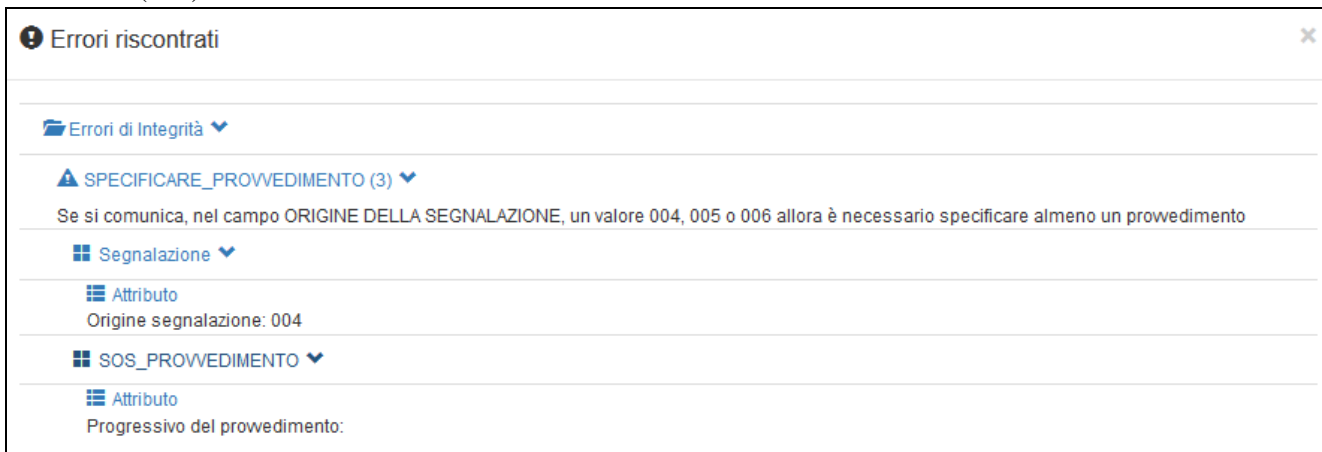 Errori riscontrati
Errori di Integrità
SPECIFICARE_PROVVEDIMENTO (3)
Se si comunica, nel campo ORIGINE DELLA SEGNALAZIONE, un valore 004, 005 o 006 allora è necessario specificare almeno un provvedimento
Segnalazione
Attributo
Origine segnalazione: 004
SOS_PROVVEDIMENTO
Attributo
Progressivo del provvedimento: